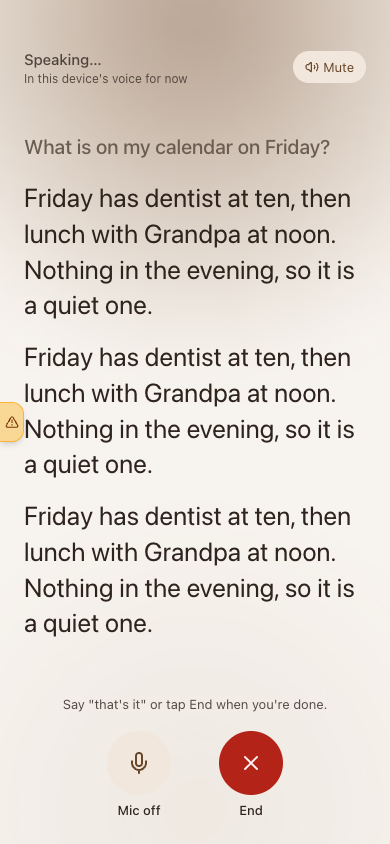 Speaking...
In this device's voice for now
Mute
What is on my calendar on Friday?
Friday has dentist at ten, then
lunch with Grandpa at noon.
Nothing in the evening, so it is
a quiet one.
Friday has dentist at ten, then
lunch with Grandpa at noon.
Nothing in the evening, so it is
a quiet one.
Friday has dentist at ten, then
lunch with Grandpa at noon.
Nothing in the evening, so it is
a quiet one.
Say "that's it" or tap End when you're done.
Mic off
End